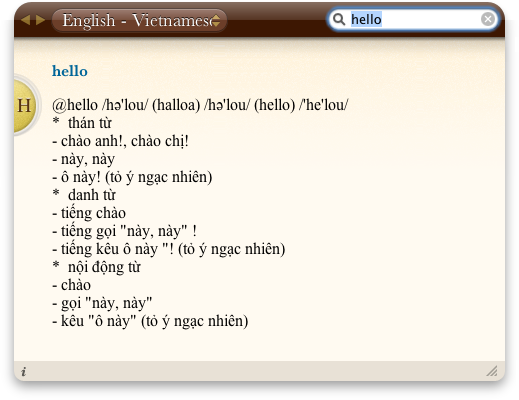 English - Vietnamese
hello
hello
H
@hello /hə'lou/ (halloa) /hə'lou/ (hello) /'he'lou/
* thán từ
- chào anh!, chào chị!
- này, này
- ô này! (tỏ ý ngạc nhiên)
* danh từ
- tiếng chào
- tiếng gọi "này, này" !
- tiếng kêu ô này "! (tỏ ý ngạc nhiên)
* nội động từ
- chào
- gọi "này, này"
- kêu "ô này" (tỏ ý ngạc nhiên)
i